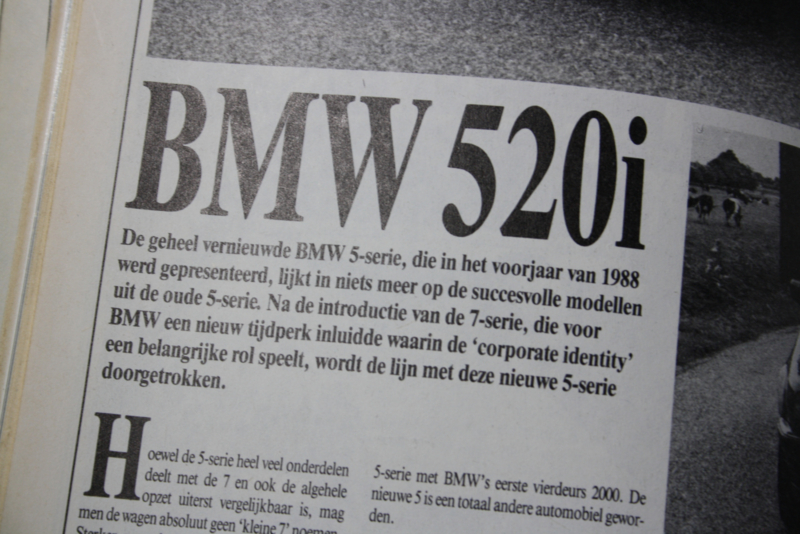 BMW 520i
De geheel vernieuwde BMW 5-serie, die in het voorjaar van 1988
werd gepresenteerd, lijkt in niets meer op de succesvolle modellen
uit de oude 5-serie. Na de introductie van de 7-serie, die voor
BMW een nieuw tijdperk inluidde waarin de ‘corporate identity’
een belangrijke rol speelt, wordt de lijn met deze nieuwe 5-serie
doorgetrokken.
Hoewel de 5-serie heel veel onderdelen
deelt met de 7 en ook de algehele
opzet uiterst vergelijkbaar is, mag
men de wagen absoluut geen ‘kleine 7’ noemen.
5-serie met BMW's eerste vierdeurs 2000. De
nieuwe 5 is een totaal andere automobiel gewor-
den.